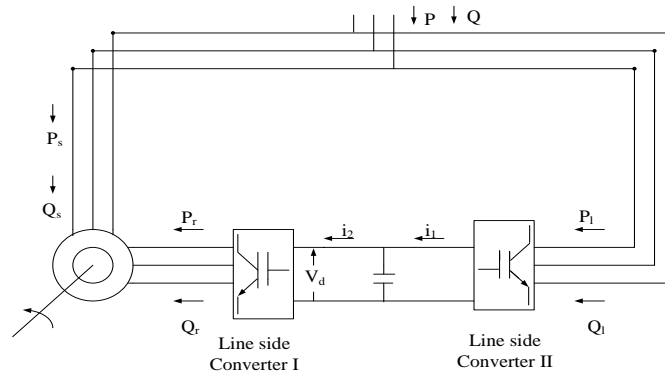 P Q
P_s
Q_s
P_r i_2 i_1 P_l
V_d
Q_r Q_l
Line side
Converter I
Line side
Converter II